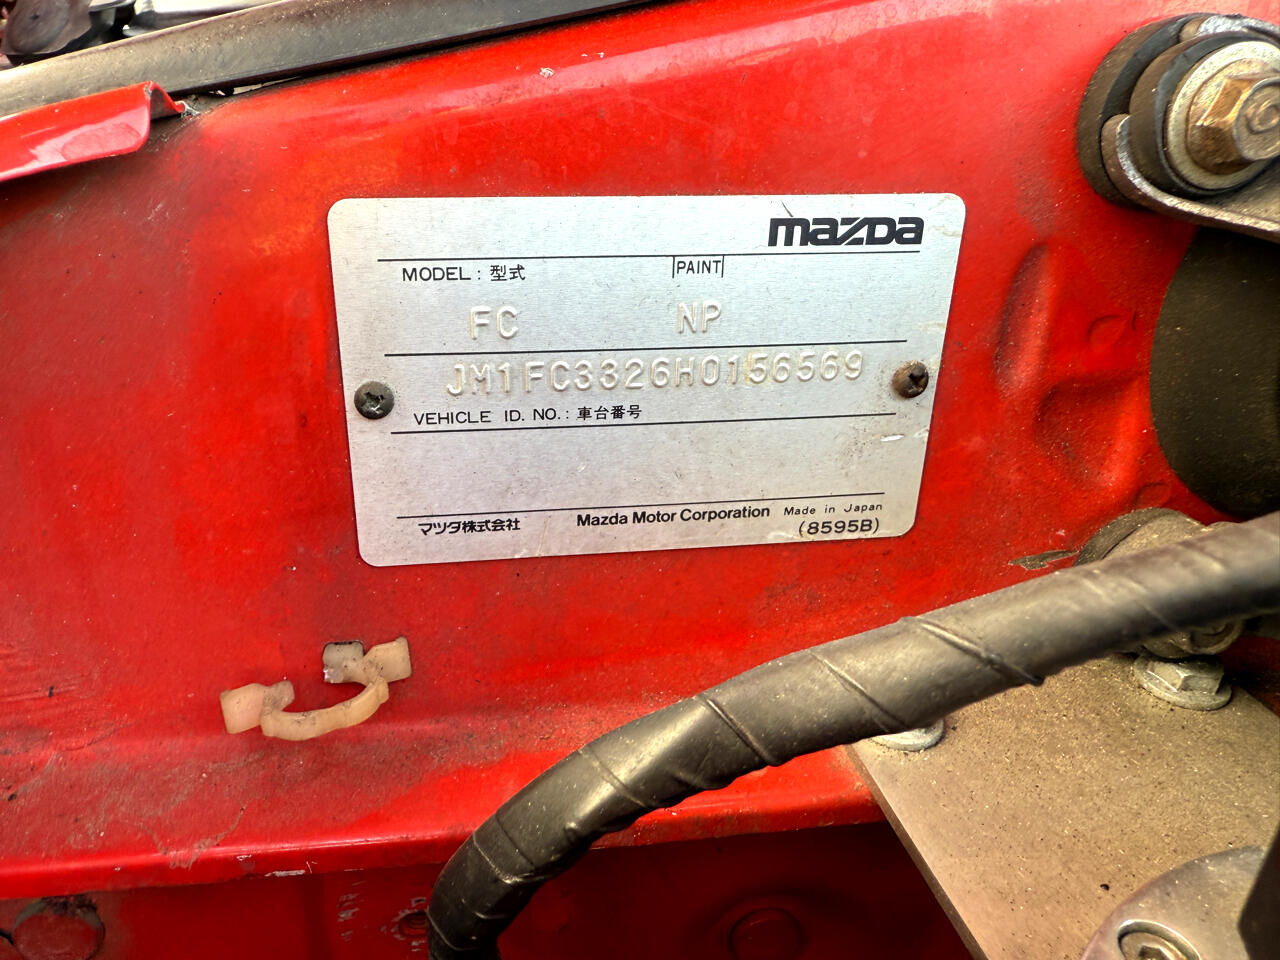 mazda
MODEL : 型式 PAINT
FC NP
JM1FC3326H0156569
VEHICLE ID. NO. : 車台番号
マツダ株式会社 Mazda Motor Corporation Made in Japan
(8595B)